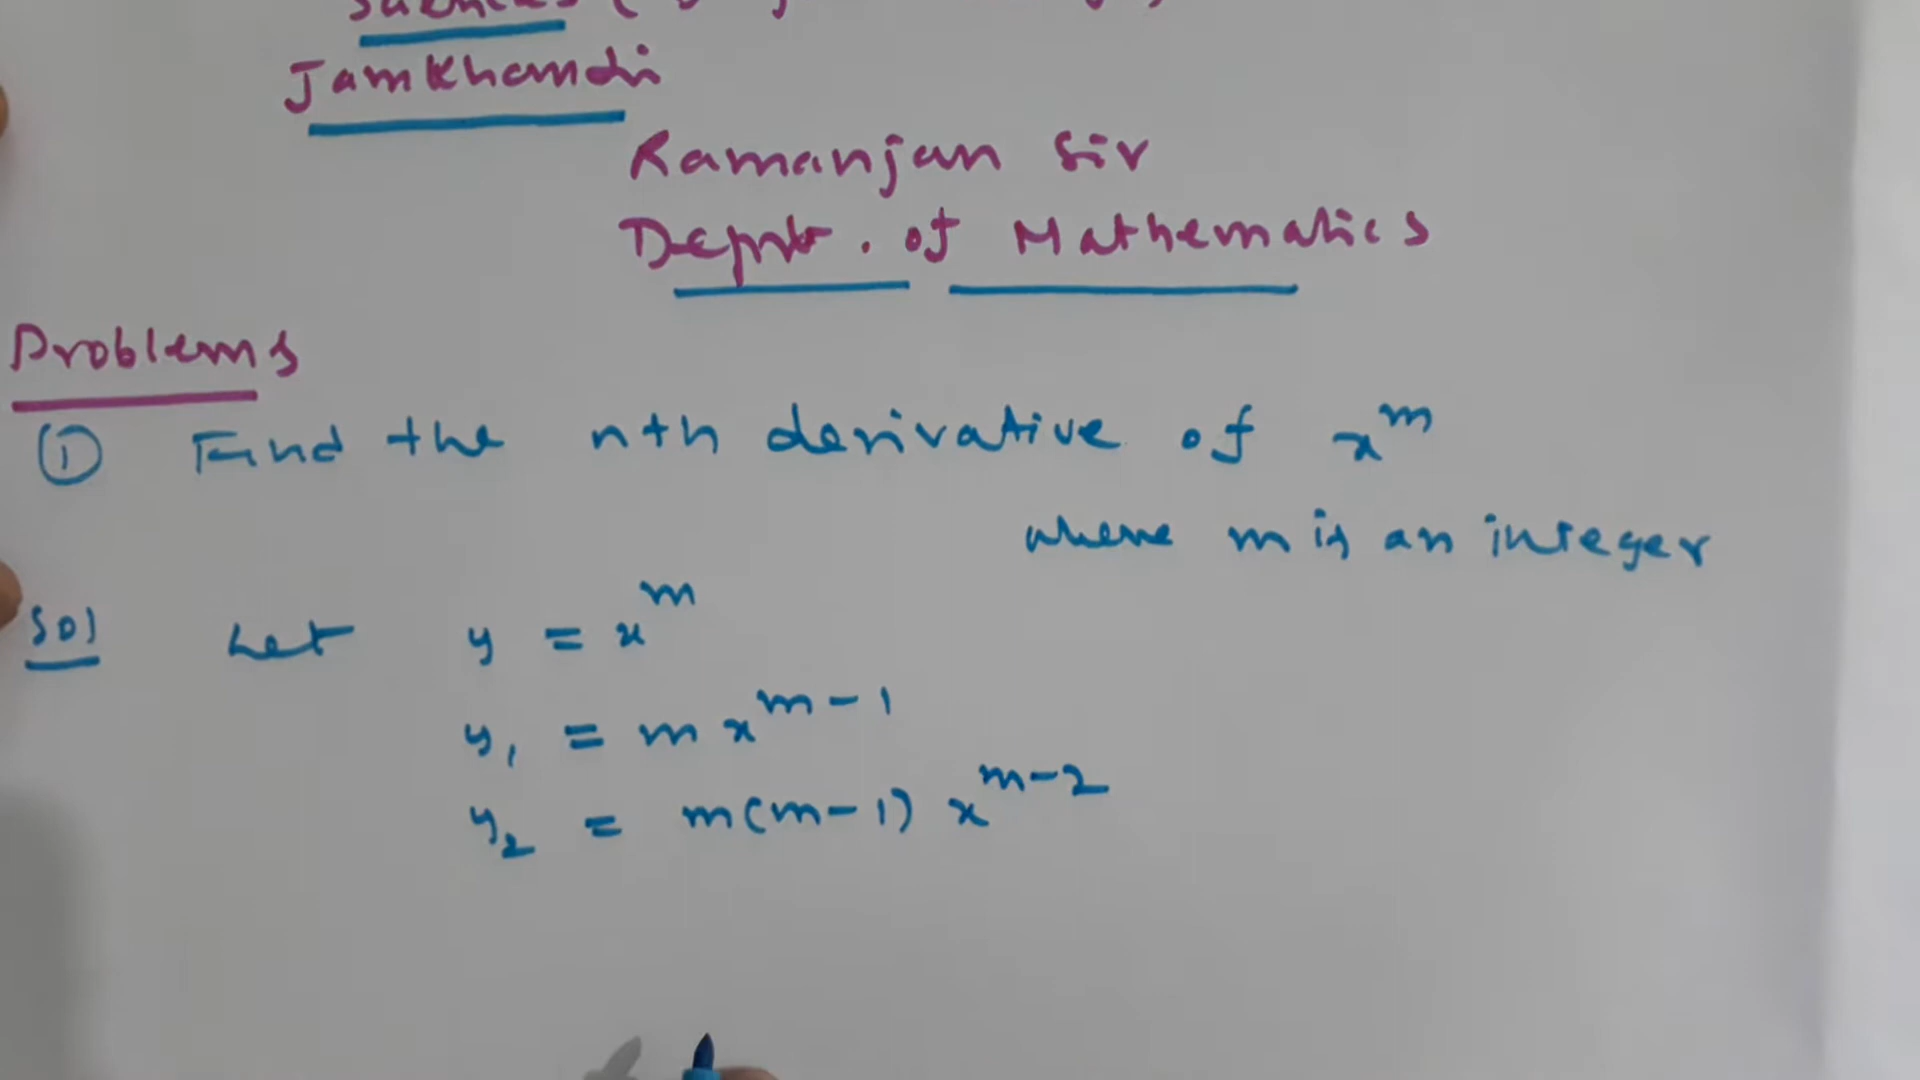 Jamkhandi
Ramanjan Sir
Dept. of Mathematics
Problems
① Find the nth derivative of x^m
where m is an integer
Sol Let y = x^m
y₁ = m x^{m-1}
y₂ = m(m-1) x^{m-2}